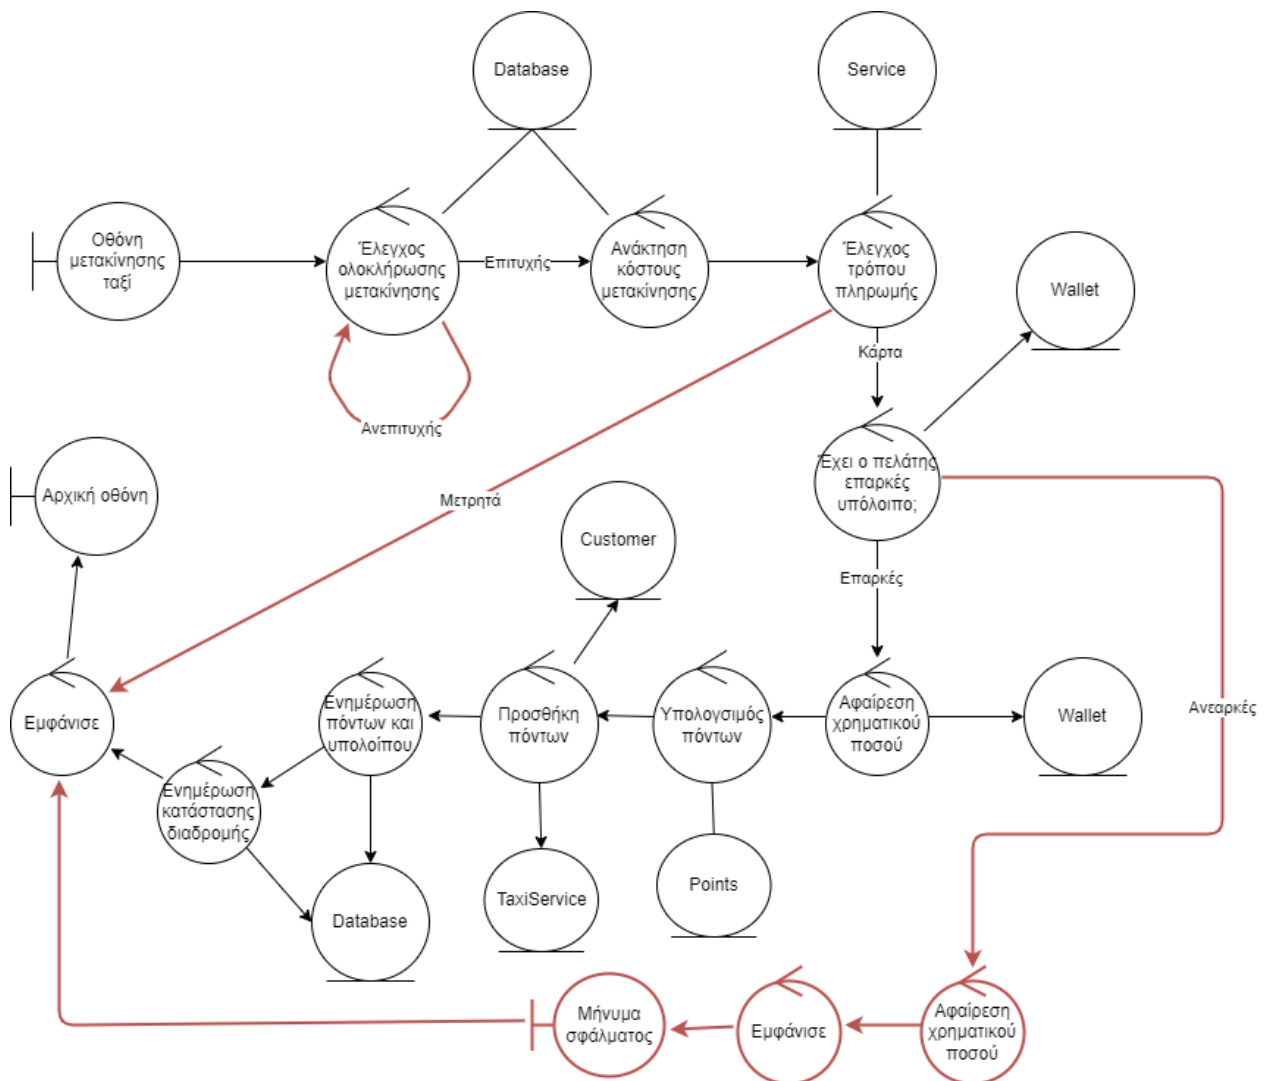 Database
Service
Οθόνη
μετακίνησης
ταξί
Έλεγχος
ολοκλήρωσης
μετακίνησης
Επιτυχής
Ανάκτηση
κόστους
μετακίνησης
Έλεγχος
τρόπου
πληρωμής
Wallet
Κάρτα
Ανεπιτυχής
Έχει ο πελάτης
επαρκές
υπόλοιπο;
Αρχική οθόνη
Μετρητά
Customer
Επαρκές
Εμφάνισε
Ενημέρωση
πόντων και
υπολοίπου
Προσθήκη
πόντων
Υπολογσιμός
πόντων
Αφαίρεση
χρηματικού
ποσού
Wallet
Ανεαρκές
Ενημέρωση
κατάστασης
διαδρομής
Database
TaxiService
Points
Μήνυμα
σφάλματος
Εμφάνισε
Αφαίρεση
χρηματικού
ποσού